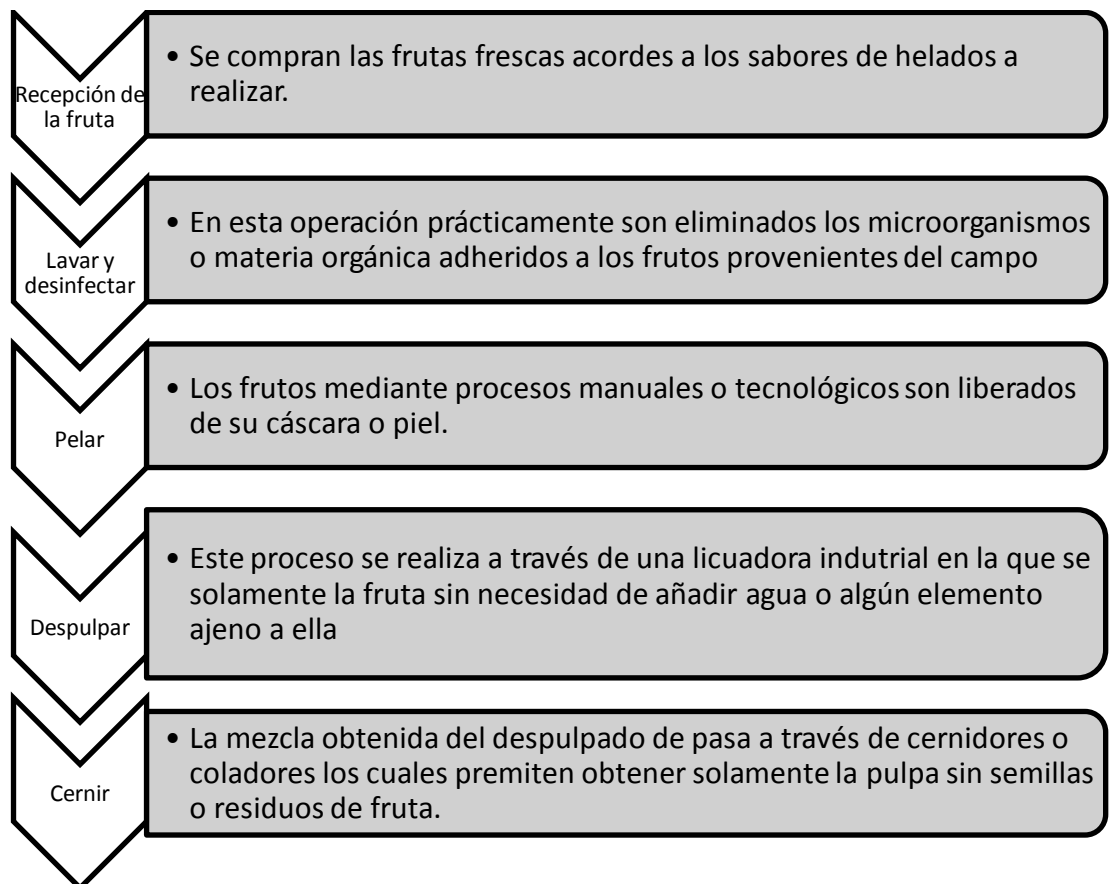 Recepción de
la fruta
• Se compran las frutas frescas acordes a los sabores de helados a
realizar.
Lavar y
desinfectar
• En esta operación prácticamente son eliminados los microorganismos
o materia orgánica adheridos a los frutos provenientes del campo
Pelar
• Los frutos mediante procesos manuales o tecnológicos son liberados
de su cáscara o piel.
Despulpar
• Este proceso se realiza a través de una licuadora indutrial en la que se
solamente la fruta sin necesidad de añadir agua o algún elemento
ajeno a ella
Cernir
• La mezcla obtenida del despulpado de pasa a través de cernidores o
coladores los cuales premiten obtener solamente la pulpa sin semillas
o residuos de fruta.